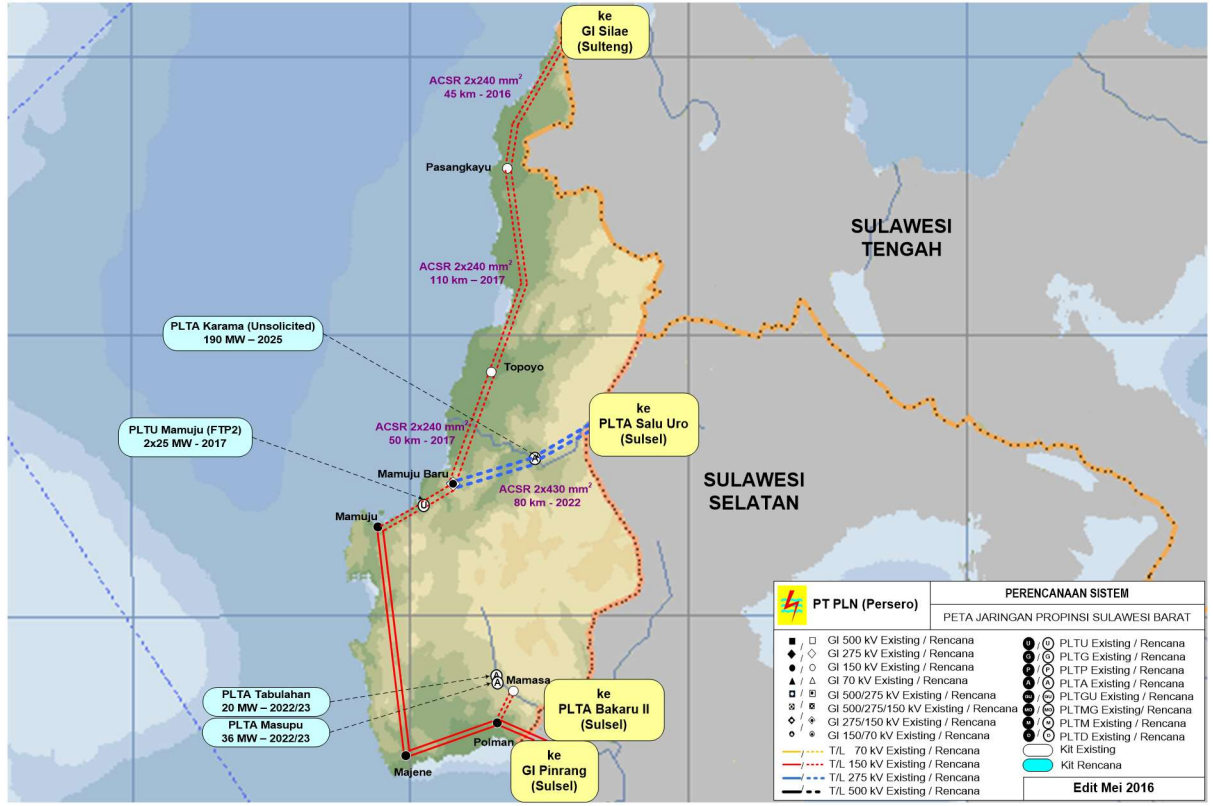 ke
GI Silae
(Sulteng)
ACSR 2x240 mm²
45 km - 2016
Pasangkayu
SULAWESI
TENGAH
ACSR 2x240 mm²
110 km – 2017
PLTA Karama (Unsolicited)
190 MW – 2025
Topoyo
ke
PLTA Salu Uro
(Sulsel)
PLTU Mamuju (FTP2)
2x25 MW - 2017
ACSR 2x240 mm²
50 km - 2017
Mamuju Baru
A
ACSR 2x430 mm²
80 km - 2022
SULAWESI
SELATAN
U
Mamuju
PLTA Tabulahan
20 MW – 2022/23
PLTA Masupu
36 MW – 2022/23
A
A
Mamasa
ke
PLTA Bakaru II
(Sulsel)
Polman
Majene
ke
GI Pinrang
(Sulsel)
PT PLN (Persero)
PERENCANAAN SISTEM
PETA JARINGAN PROPINSI SULAWESI BARAT
/ GI 500 kV Existing / Rencana
/ GI 275 kV Existing / Rencana
/ GI 150 kV Existing / Rencana
/ GI 70 kV Existing / Rencana
/ GI 500/275 kV Existing / Rencana
/ GI 500/275/150 kV Existing / Rencana
/ GI 275/150 kV Existing / Rencana
/ GI 150/70 kV Existing / Rencana
/ T/L 70 kV Existing / Rencana
/ T/L 150 kV Existing / Rencana
/ T/L 275 kV Existing / Rencana
/ T/L 500 kV Existing / Rencana
U / U PLTU Existing / Rencana
G / G PLTG Existing / Rencana
P / P PLTP Existing / Rencana
A / A PLTA Existing / Rencana
GU / GU PLTGU Existing / Rencana
MG / MG PLTMG Existing/ Rencana
M / M PLTM Existing / Rencana
D / D PLTD Existing / Rencana
Kit Existing
Kit Rencana
Edit Mei 2016